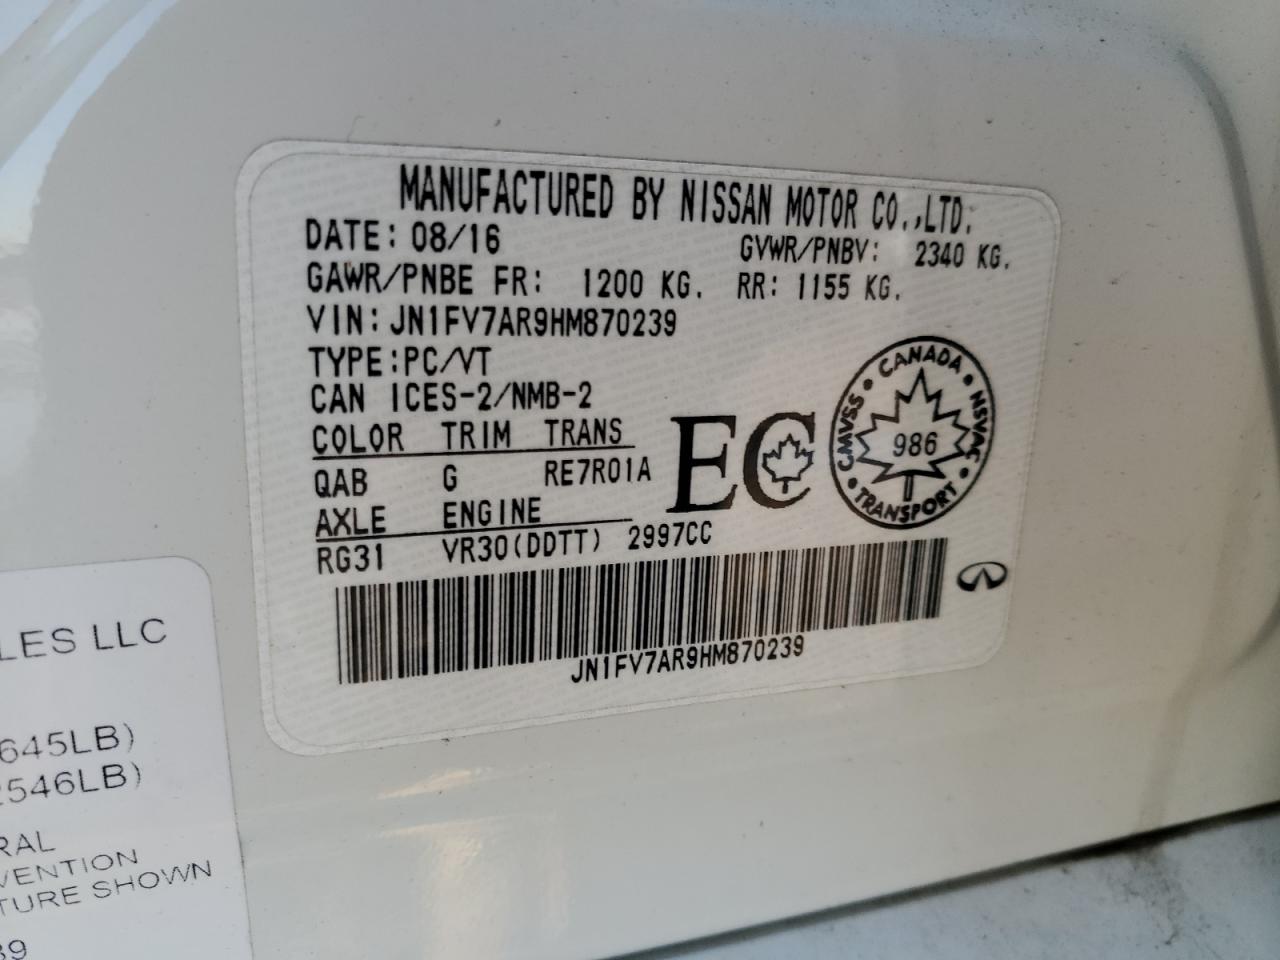 MANUFACTURED BY NISSAN MOTOR CO.,LTD.
DATE: 08/16 GVWR/PNBV: 2340 KG.
GAWR/PNBE FR: 1200 KG. RR: 1155 KG.
VIN: JN1FV7AR9HM870239
TYPE:PC/VT
CAN ICES-2/NMB-2
COLOR TRIM TRANS
QAB G RE7R01A
AXLE ENGINE
RG31 VR30(DDTT) 2997CC
EC
CANADA • NSVAC • TRANSPORT • CMVSS •
986
JN1FV7AR9HM870239
LES LLC
645LB)
2546LB)
RAL
VENTION
TURE SHOWN
39